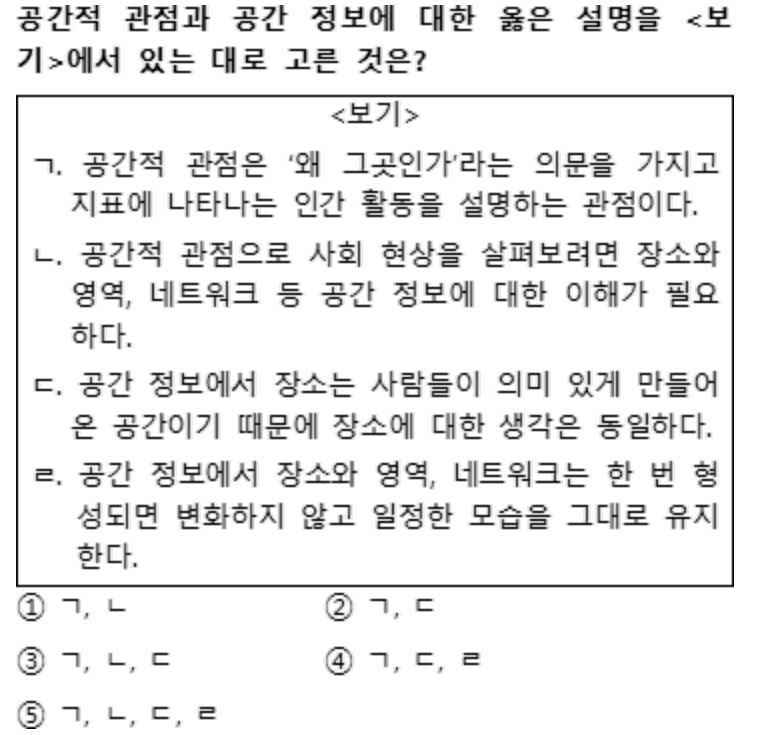 공간적 관점과 공간 정보에 대한 옳은 설명을 <보
기>에서 있는 대로 고른 것은?
<보기>
ㄱ. 공간적 관점은 '왜 그곳인가'라는 의문을 가지고
지표에 나타나는 인간 활동을 설명하는 관점이다.
ㄴ. 공간적 관점으로 사회 현상을 살펴보려면 장소와
영역, 네트워크 등 공간 정보에 대한 이해가 필요
하다.
ㄷ. 공간 정보에서 장소는 사람들이 의미 있게 만들어
온 공간이기 때문에 장소에 대한 생각은 동일하다.
ㄹ. 공간 정보에서 장소와 영역, 네트워크는 한 번 형
성되면 변화하지 않고 일정한 모습을 그대로 유지
한다.
① ㄱ, ㄴ ② ㄱ, ㄷ
③ ㄱ, ㄴ, ㄷ ④ ㄱ, ㄷ, ㄹ
⑤ ㄱ, ㄴ, ㄷ, ㄹ